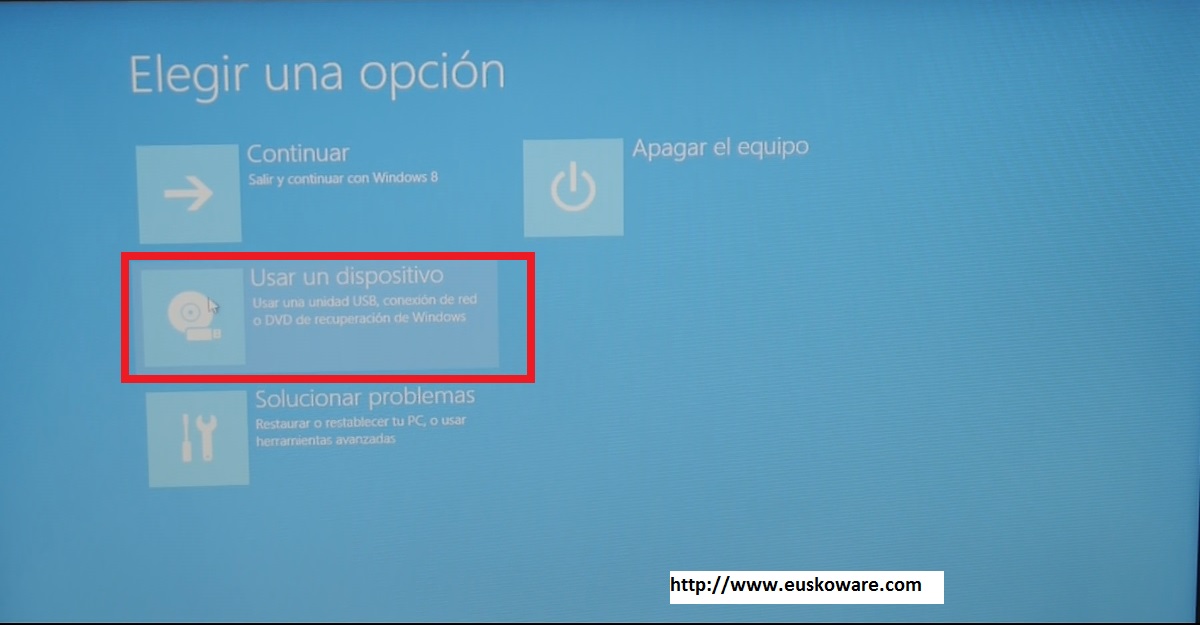 Elegir una opción
Continuar
Salir y continuar con Windows 8
Apagar el equipo
Usar un dispositivo
Usar una unidad USB, conexión de red
o DVD de recuperación de Windows
Solucionar problemas
Restaurar o restablecer tu PC, o usar
herramientas avanzadas
http://www.euskoware.com